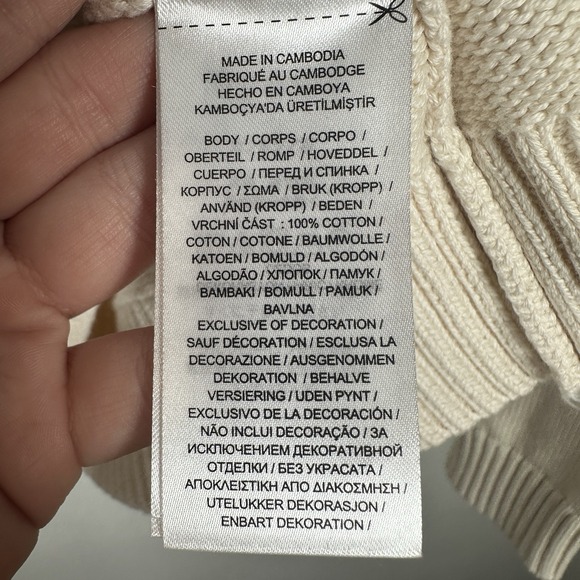 MADE IN CAMBODIA
FABRIQUÉ AU CAMBODGE
HECHO EN CAMBOYA
KAMBOÇYA'DA ÜRETİLMİŞTİR
BODY / CORPS / CORPO /
OBERTEIL / ROMP / HOVEDDEL /
CUERPO / ПЕРЕД И СПИНКА /
КОРПУС / ΣΩΜΑ / BRUK (KROPP) /
ANVÄND (KROPP) / BEDEN /
VRCHNÍ ČÁST : 100% COTTON /
COTON / COTONE / BAUMWOLLE /
KATOEN / BOMULD / ALGODÓN /
ALGODÃO / ХЛОПОК / ПАМУК /
BAMBAKI / BOMULL / PAMUK /
BAVLNA
EXCLUSIVE OF DECORATION /
SAUF DÉCORATION / ESCLUSA LA
DECORAZIONE / AUSGENOMMEN
DEKORATION / BEHALVE
VERSIERING / UDEN PYNT /
EXCLUSIVO DE LA DECORACIÓN /
NÃO INCLUI DECORAÇÃO / ЗА
ИСКЛЮЧЕНИЕМ ДЕКОРАТИВНОЙ
ОТДЕЛКИ / БЕЗ УКРАСАТА /
ΑΠΟΚΛΕΙΣΤΙΚΗ ΑΠΟ ΔΙΑΚΟΣΜΗΣΗ /
UTELUKKER DEKORASJON /
ENBART DEKORATION /